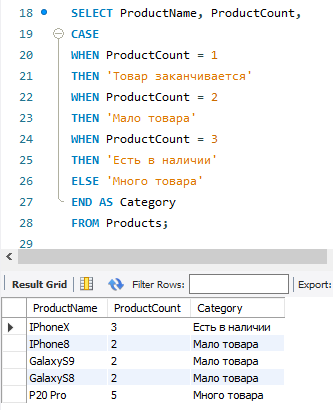 18 SELECT ProductName, ProductCount,
19 CASE
20 WHEN ProductCount = 1
21 THEN 'Товар заканчивается'
22 WHEN ProductCount = 2
23 THEN 'Мало товара'
24 WHEN ProductCount = 3
25 THEN 'Есть в наличии'
26 ELSE 'Много товара'
27 END AS Category
28 FROM Products;
29
Result Grid Filter Rows: Export:
ProductName ProductCount Category
IPhoneX 3 Есть в наличии
IPhone8 2 Мало товара
GalaxyS9 2 Мало товара
GalaxyS8 2 Мало товара
P20 Pro 5 Много товара